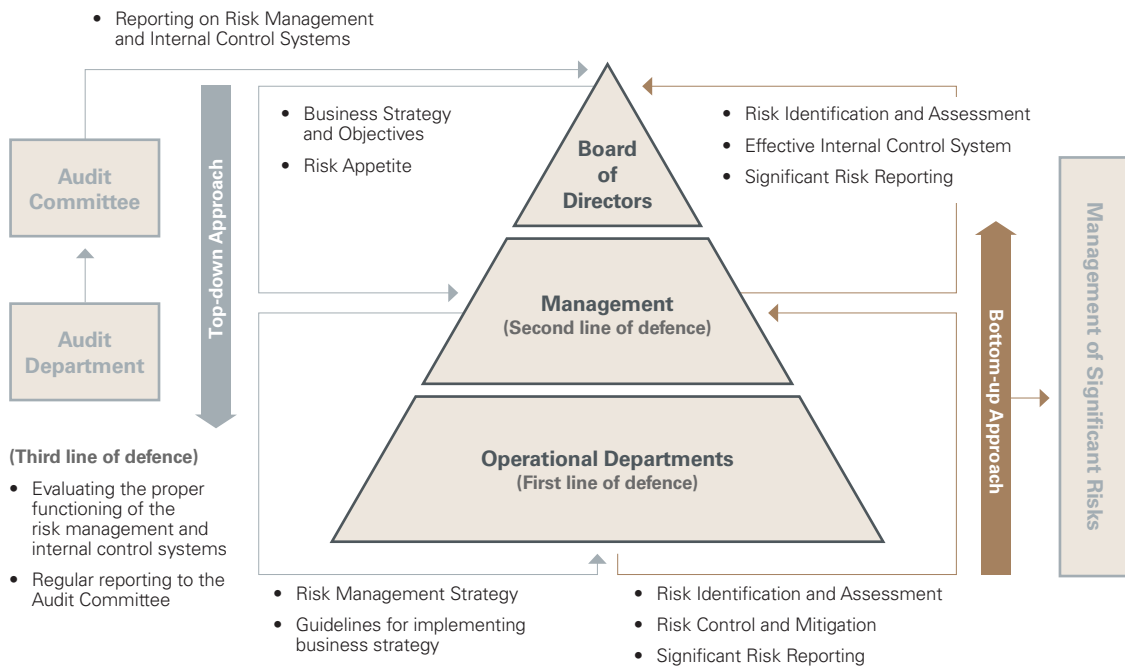 • Reporting on Risk Management
and Internal Control Systems
Audit
Committee
Audit
Department
(Third line of defence)
• Evaluating the proper
functioning of the
risk management and
internal control systems
• Regular reporting to the
Audit Committee
Top-down Approach
• Business Strategy
and Objectives
• Risk Appetite
Board
of
Directors
• Risk Identification and Assessment
• Effective Internal Control System
• Significant Risk Reporting
Management
(Second line of defence)
Operational Departments
(First line of defence)
• Risk Management Strategy
• Guidelines for implementing
business strategy
• Risk Identification and Assessment
• Risk Control and Mitigation
• Significant Risk Reporting
Bottom-up Approach
Management of Significant Risks